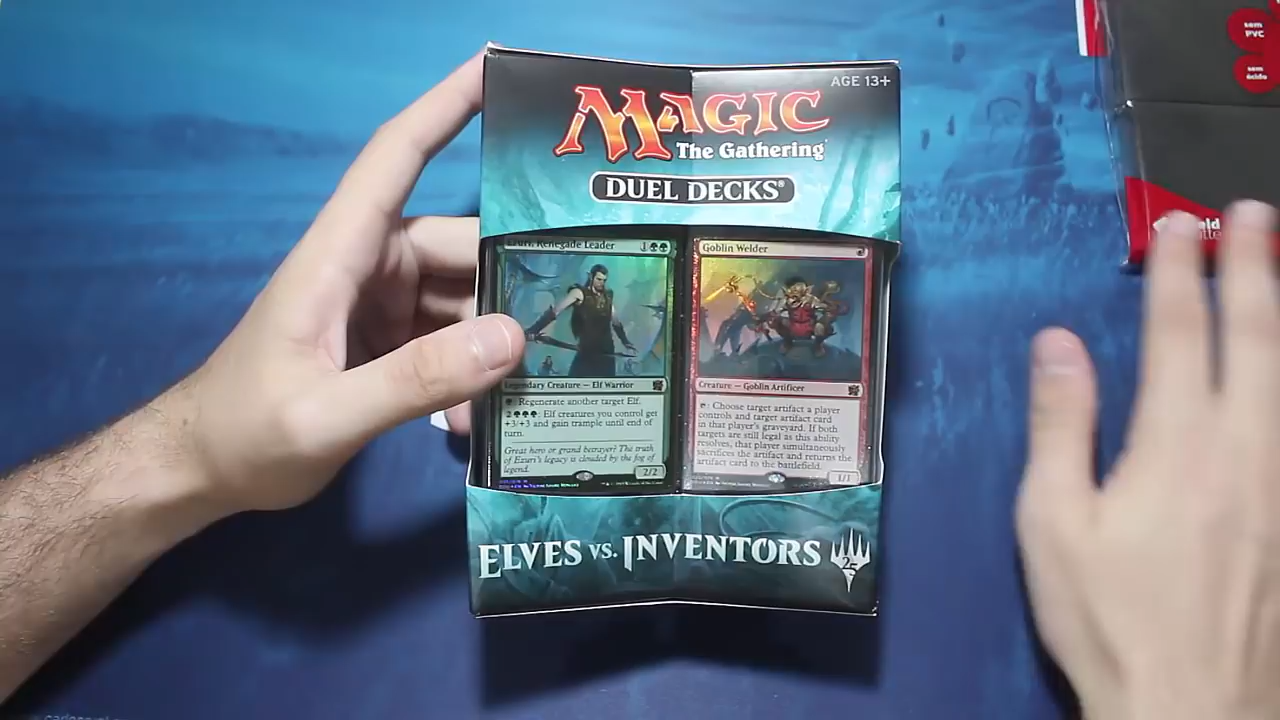 AGE 13+
MAGIC
The Gathering
DUEL DECKS®
Ezuri, Renegade Leader 1
Legendary Creature — Elf Warrior
: Regenerate another target Elf.
2: Elf creatures you control get
+3/+3 and gain trample until end of
turn.
Great hero or grand betrayer? The truth
of Ezuri's legacy is clouded by the fog of
legend.
2/2
Goblin Welder
Creature — Goblin Artificer
: Choose target artifact a player
controls and target artifact card
in that player's graveyard. If both
targets are still legal as this ability
resolves, that player simultaneously
sacrifices the artifact and returns the
artifact card to the battlefield.
1/1
ELVES VS. INVENTORS
25
sem
PVC
sem
ácido